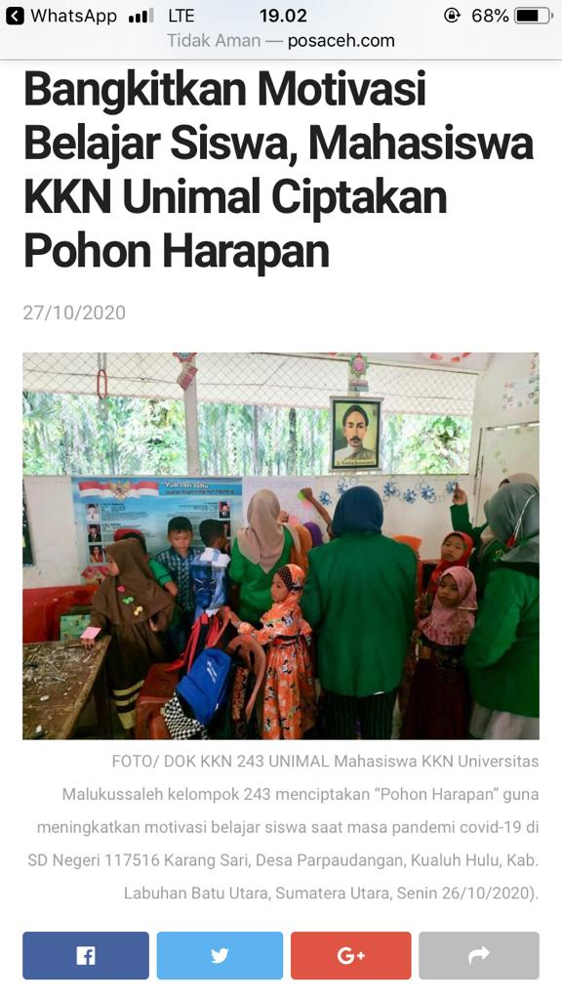 WhatsApp LTE 19.02 68%
Tidak Aman — posaceh.com
Bangkitkan Motivasi
Belajar Siswa, Mahasiswa
KKN Unimal Ciptakan
Pohon Harapan
27/10/2020
FOTO/ DOK KKN 243 UNIMAL Mahasiswa KKN Universitas
Malukussaleh kelompok 243 menciptakan “Pohon Harapan“ guna
meningkatkan motivasi belajar siswa saat masa pandemi covid-19 di
SD Negeri 117516 Karang Sari, Desa Parpaudangan, Kualuh Hulu, Kab.
Labuhan Batu Utara, Sumatera Utara, Senin 26/10/2020).
G+